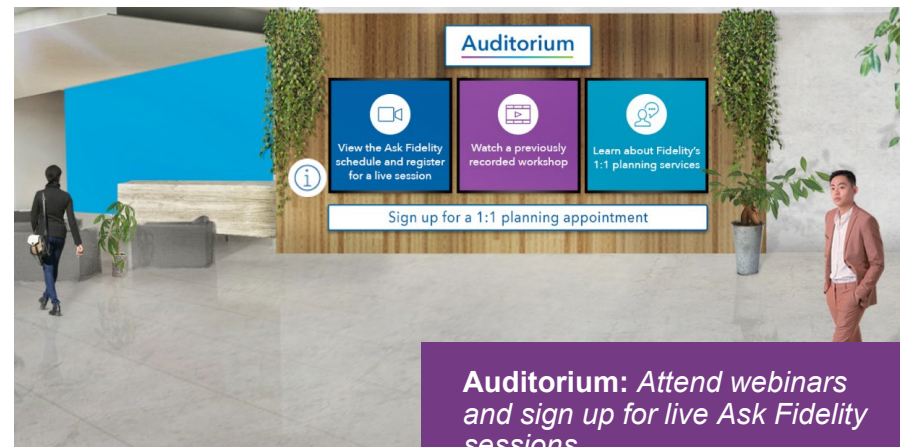 Auditorium
View the Ask Fidelity
schedule and register
for a live session
Watch a previously
recorded workshop
Learn about Fidelity's
1:1 planning services
i
Sign up for a 1:1 planning appointment
Auditorium: Attend webinars
and sign up for live Ask Fidelity
sessions